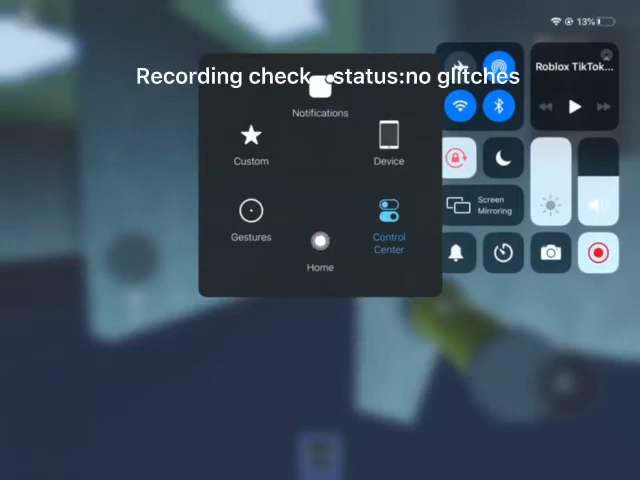 13%
Recording check status:no glitches
Roblox TikTok...
Notifications
Custom
Device
Screen
Mirroring
Gestures
Control
Center
Home